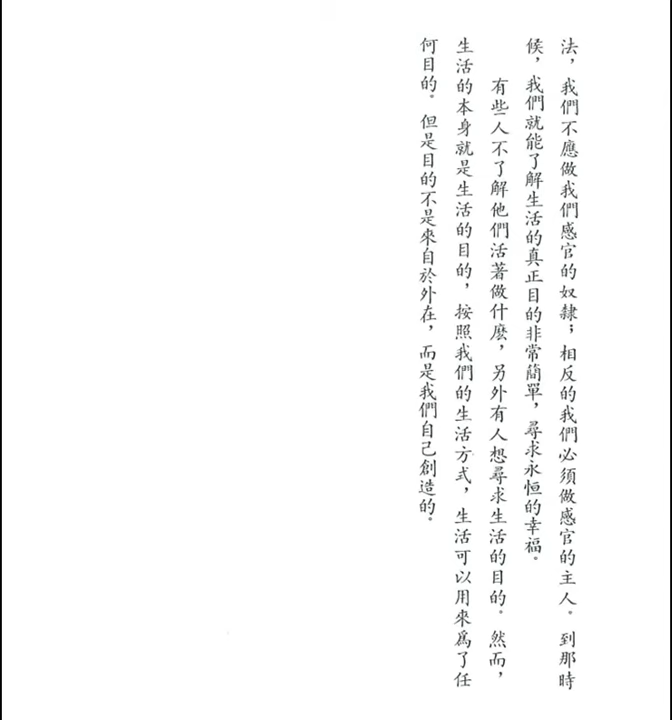 法，我們不應做我們感官的奴隸；相反的我們必須做感官的主人。到那時
候，我們就能了解生活的真正目的非常簡單，尋求永恒的幸福。
有些人不了解他們活著做什麽，另外有人想尋求生活的目的。然而，
生活的本身就是生活的目的，按照我們的生活方式，生活可以用來爲了任
何目的。但是目的不是來自於外在，而是我們自己創造的。